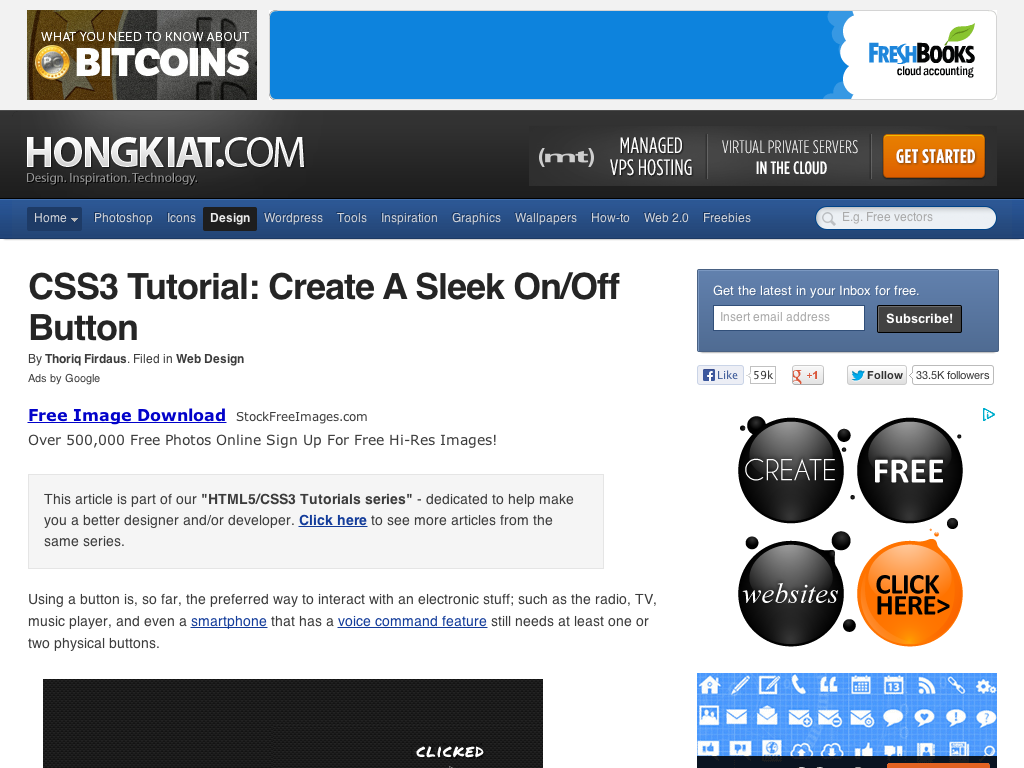 WHAT YOU NEED TO KNOW ABOUT
BITCOINS
FRESHBOOKS
cloud accounting
HONGKIAT.COM
Design. Inspiration. Technology.
(mt)
MANAGED
VPS HOSTING
VIRTUAL PRIVATE SERVERS
IN THE CLOUD
GET STARTED
Home Photoshop Icons Design Wordpress Tools Inspiration Graphics Wallpapers How-to Web 2.0 Freebies
E.g. Free vectors
CSS3 Tutorial: Create A Sleek On/Off
Button
By Thoriq Firdaus. Filed in Web Design
Ads by Google
Free Image Download StockFreeImages.com
Over 500,000 Free Photos Online Sign Up For Free Hi-Res Images!
This article is part of our "HTML5/CSS3 Tutorials series" - dedicated to help make
you a better designer and/or developer. Click here to see more articles from the
same series.
Using a button is, so far, the preferred way to interact with an electronic stuff; such as the radio, TV,
music player, and even a smartphone that has a voice command feature still needs at least one or
two physical buttons.
CLICKED
Get the latest in your Inbox for free.
Insert email address
Subscribe!
Like 59k +1 Follow 33.5K followers
CREATE
FREE
websites
CLICK
HERE>
13